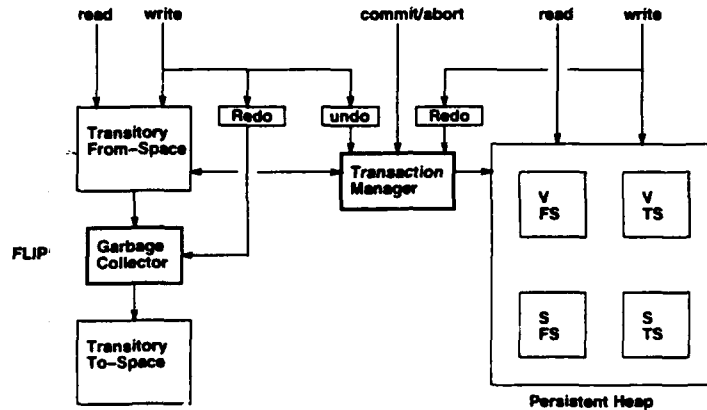 read write commit/abort read write
Redo undo Redo
Transitory
From-Space
Transaction
Manager
V
FS
V
TS
FLIP
Garbage
Collector
S
FS
S
TS
Transitory
To-Space
Persistent Heap